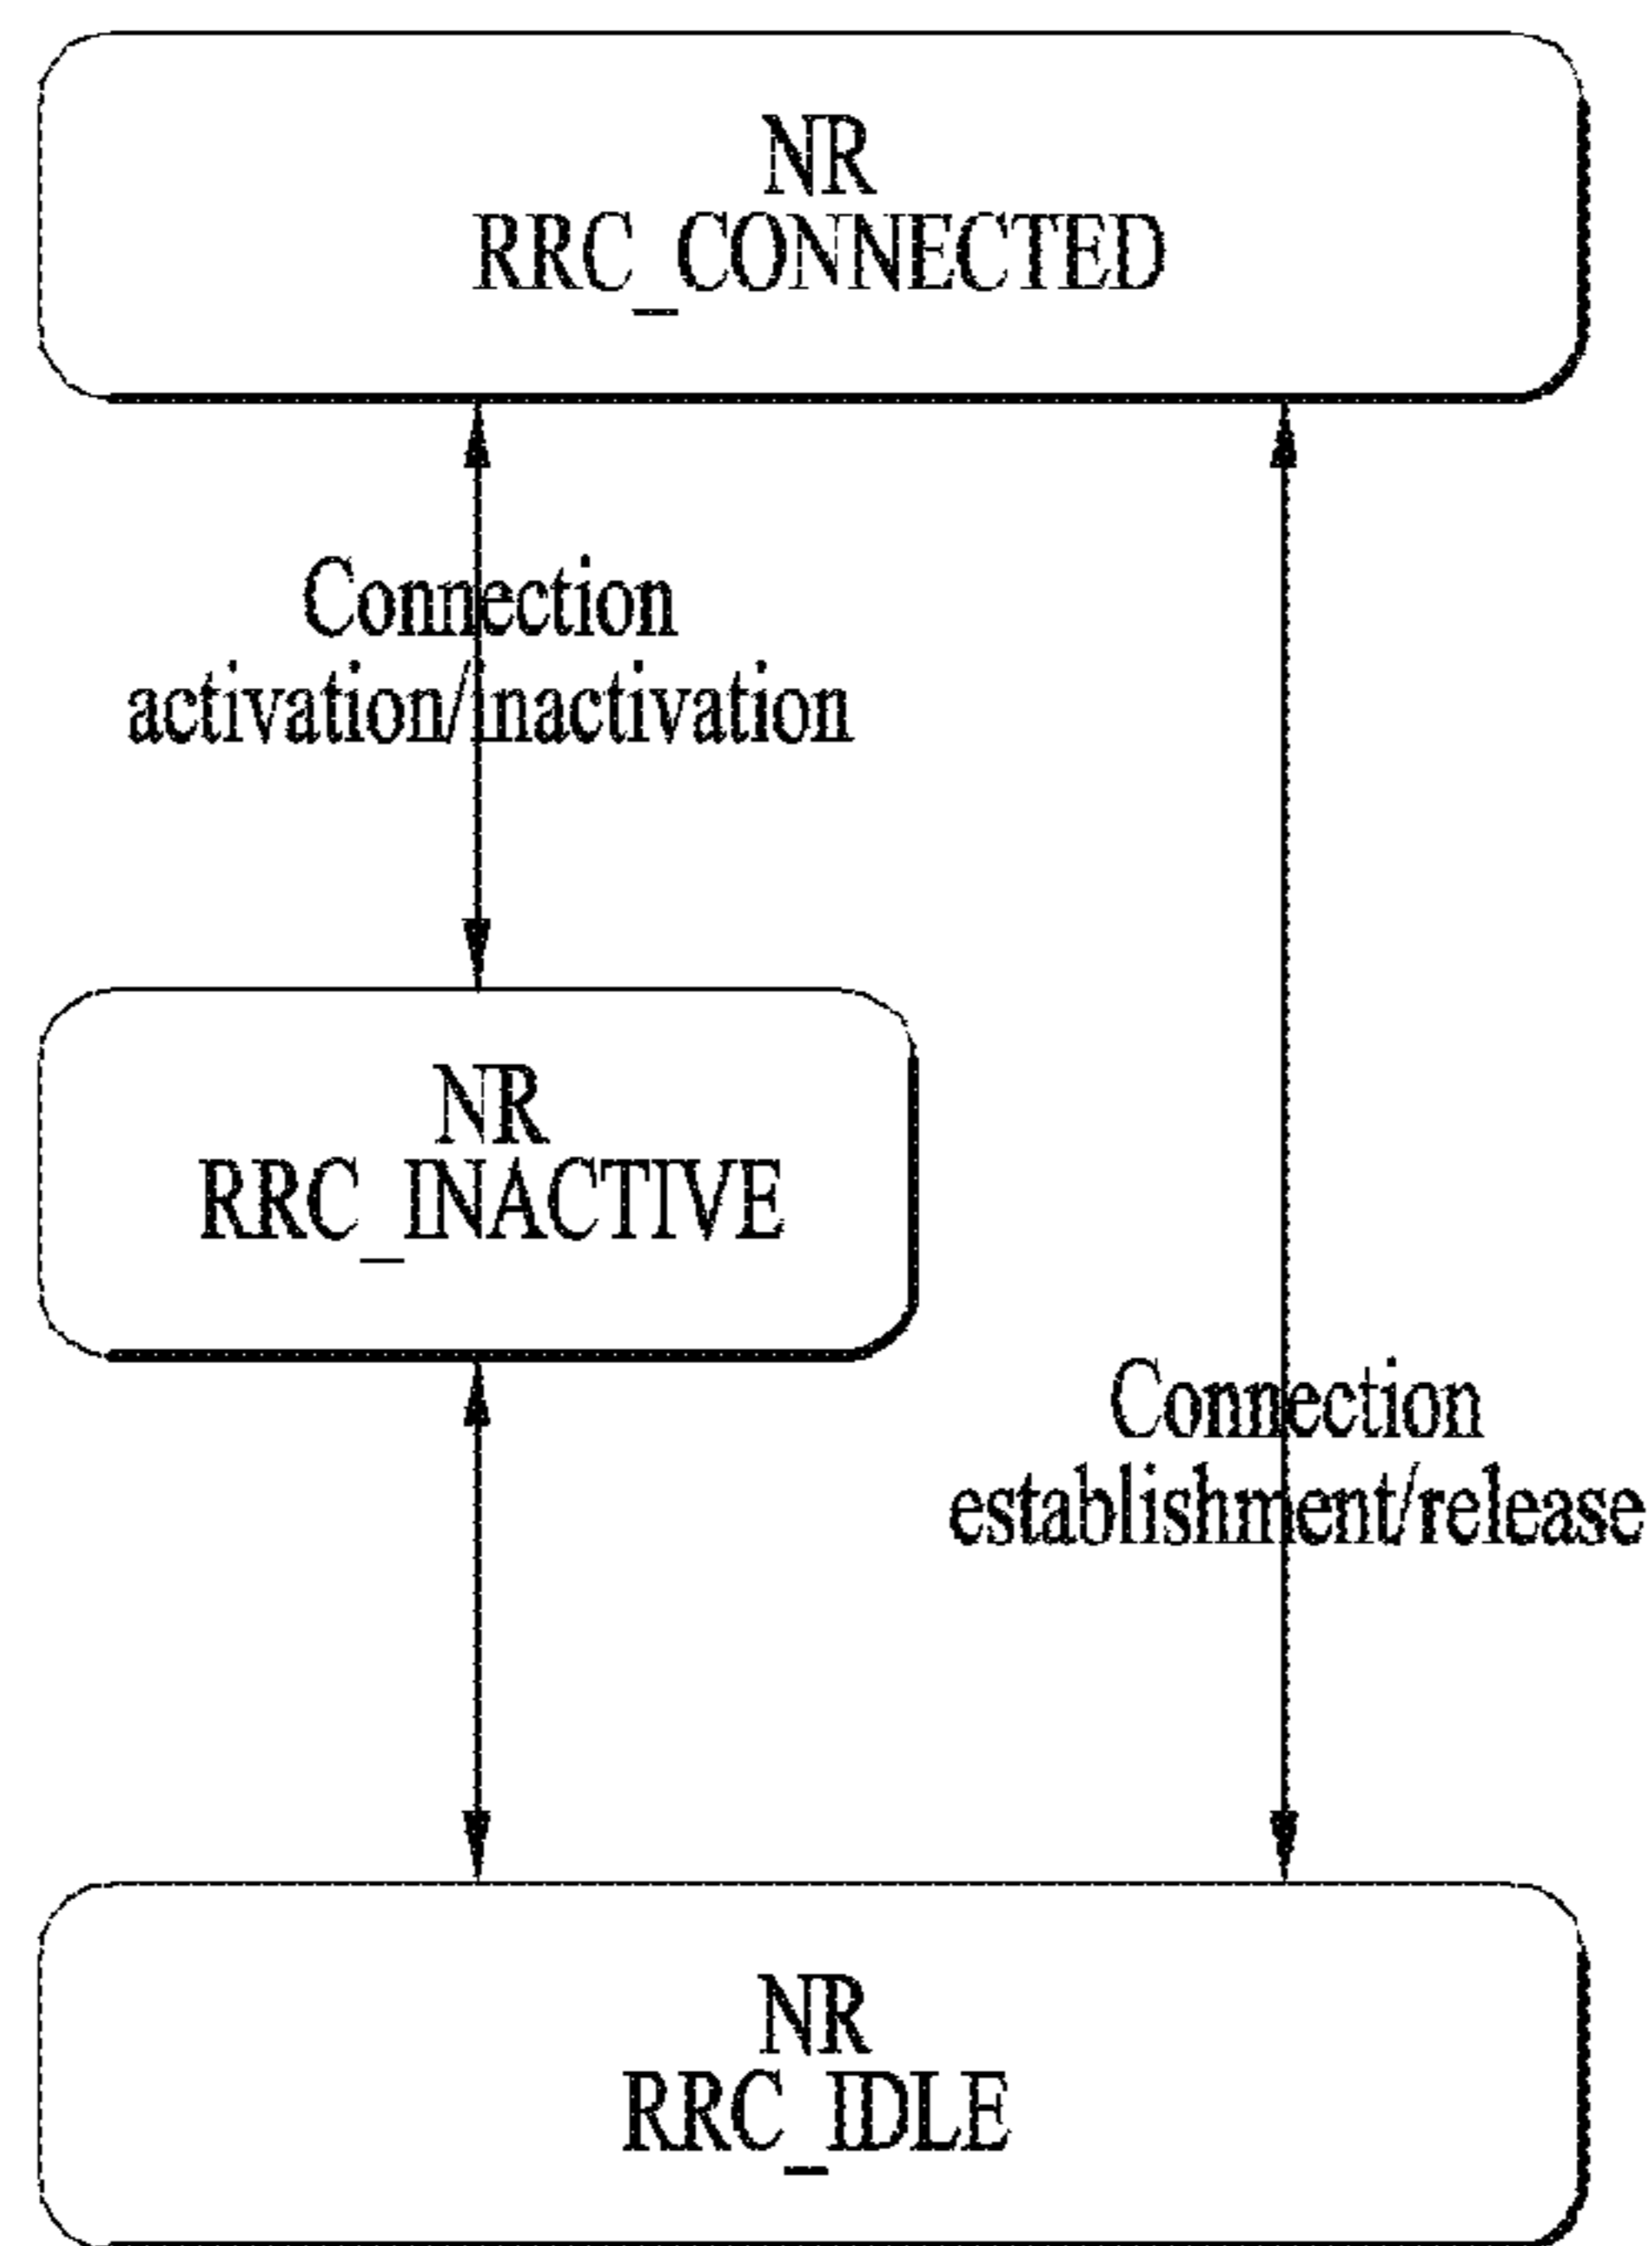 NR
RRC_CONNECTED
Connection
activation/inactivation
NR
RRC_INACTIVE
Connection
establishment/release
NR
RRC_IDLE